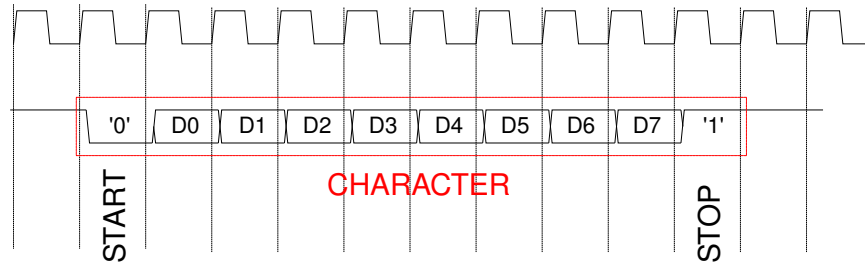 '0' D0 D1 D2 D3 D4 D5 D6 D7 '1'
START
CHARACTER
STOP